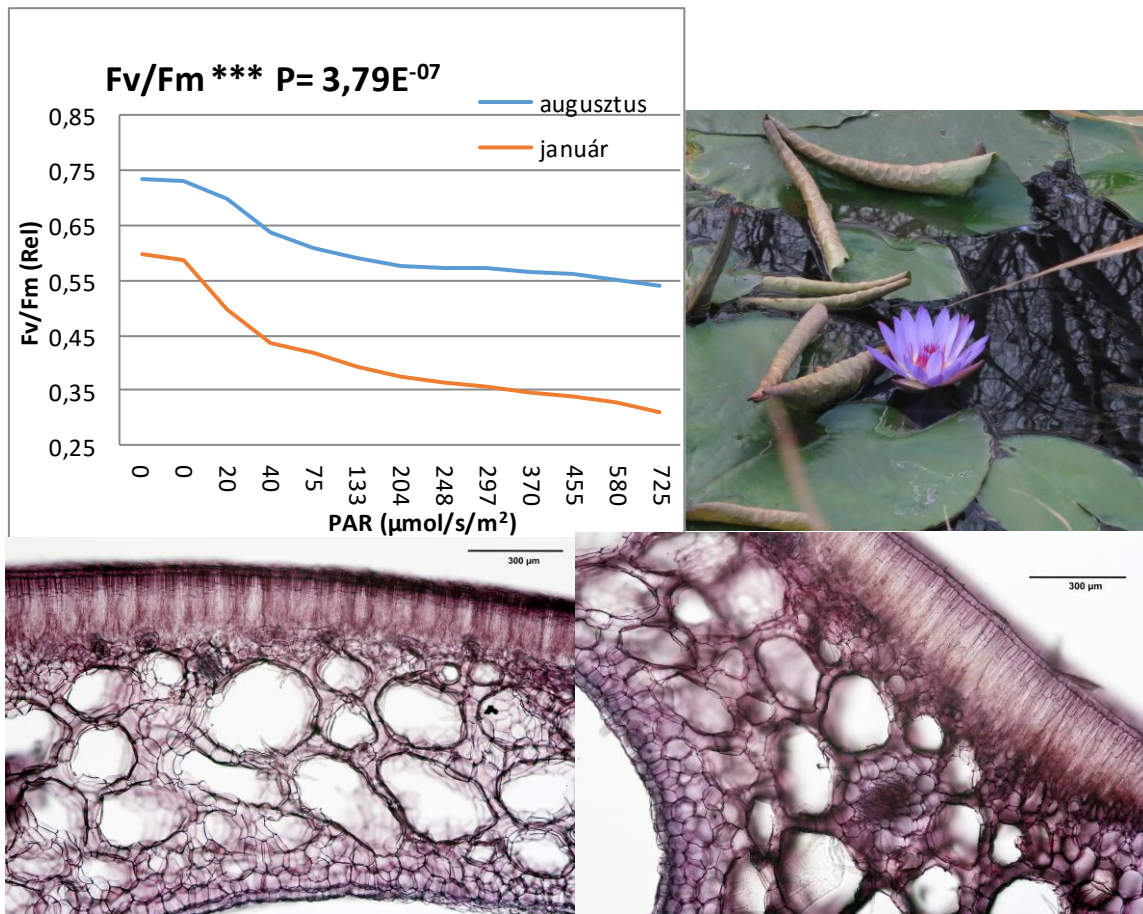 Fv/Fm *** P= 3,79E⁻⁰⁷
augusztus
január
Fv/Fm (Rel)
0,85
0,75
0,65
0,55
0,45
0,35
0,25
0 0 20 40 75 133 204 248 297 370 455 580 725
PAR (µmol/s/m²)
300 µm
300 µm